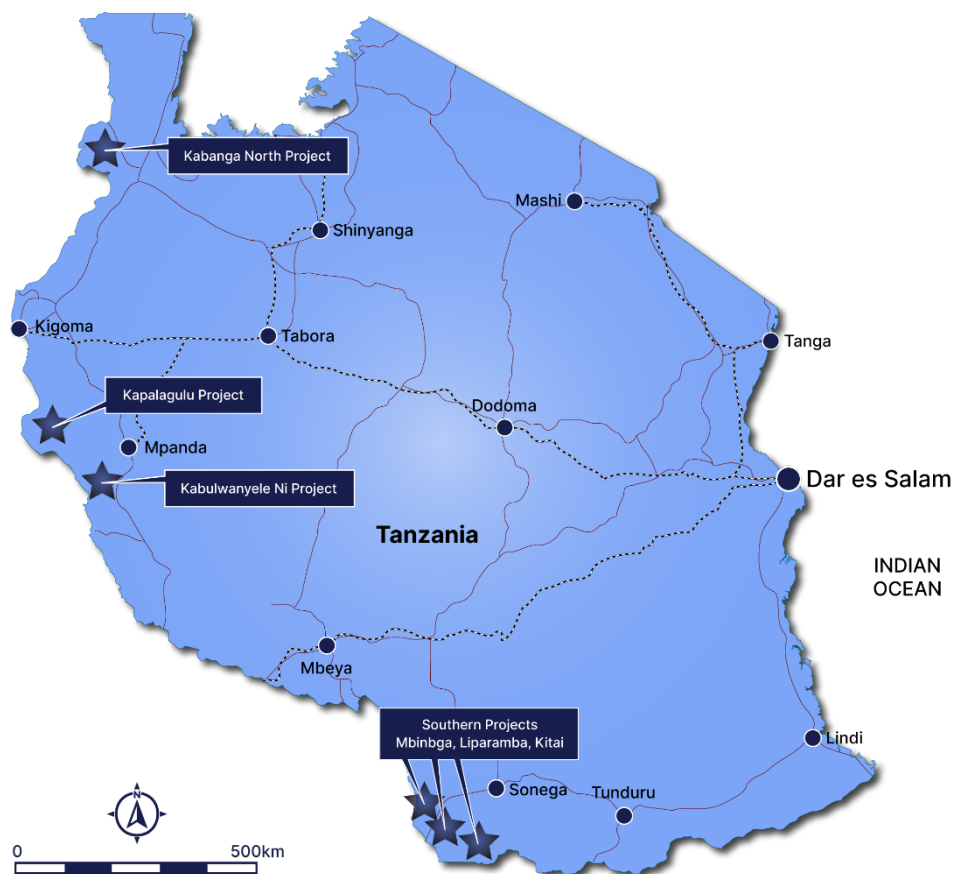 Kabanga North Project
Mashi
Shinyanga
Kigoma
Tabora
Tanga
Kapalagulu Project
Dodoma
Mpanda
Dar es Salam
Kabulwanyele Ni Project
Tanzania
INDIAN
OCEAN
Mbeya
Southern Projects
Mbinbga, Liparamba, Kitai
Lindi
Sonega
Tunduru
N
0
500km